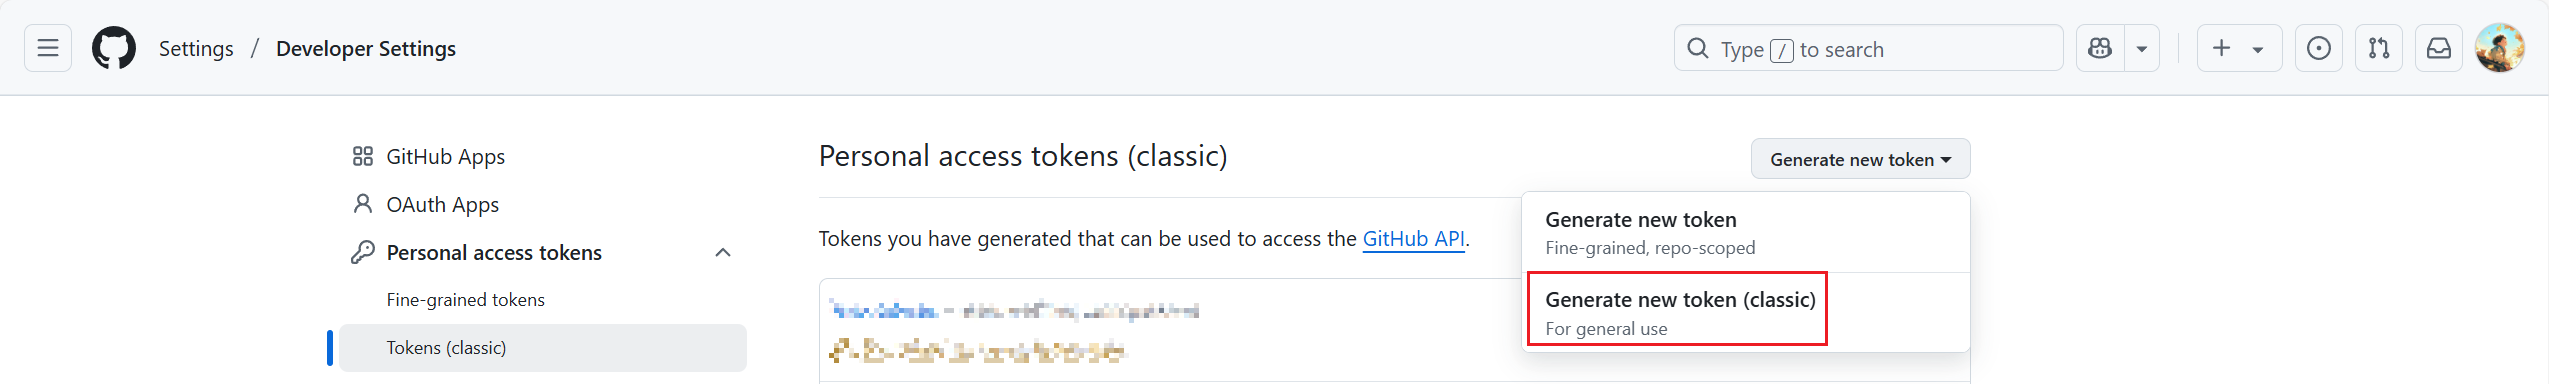 Settings / Developer Settings
Type / to search
GitHub Apps
OAuth Apps
Personal access tokens
Fine-grained tokens
Tokens (classic)
Personal access tokens (classic)
Generate new token
Tokens you have generated that can be used to access the GitHub API.
Generate new token
Fine-grained, repo-scoped
Generate new token (classic)
For general use